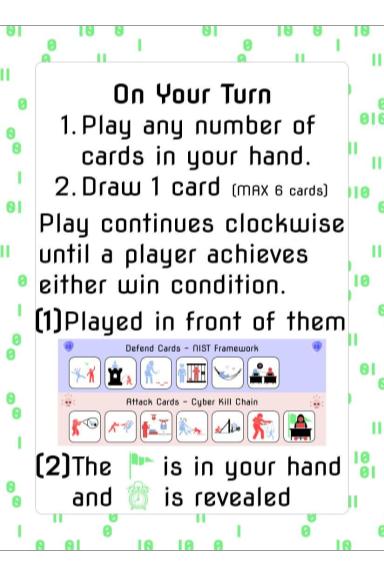 On Your Turn
1. Play any number of
cards in your hand.
2. Draw 1 card (MAX 6 cards)
Play continues clockwise
until a player achieves
either win condition.
(1)Played in front of them
Defend Cards - NIST Framework
Attack Cards - Cyber Kill Chain
(2)The is in your hand
and is revealed